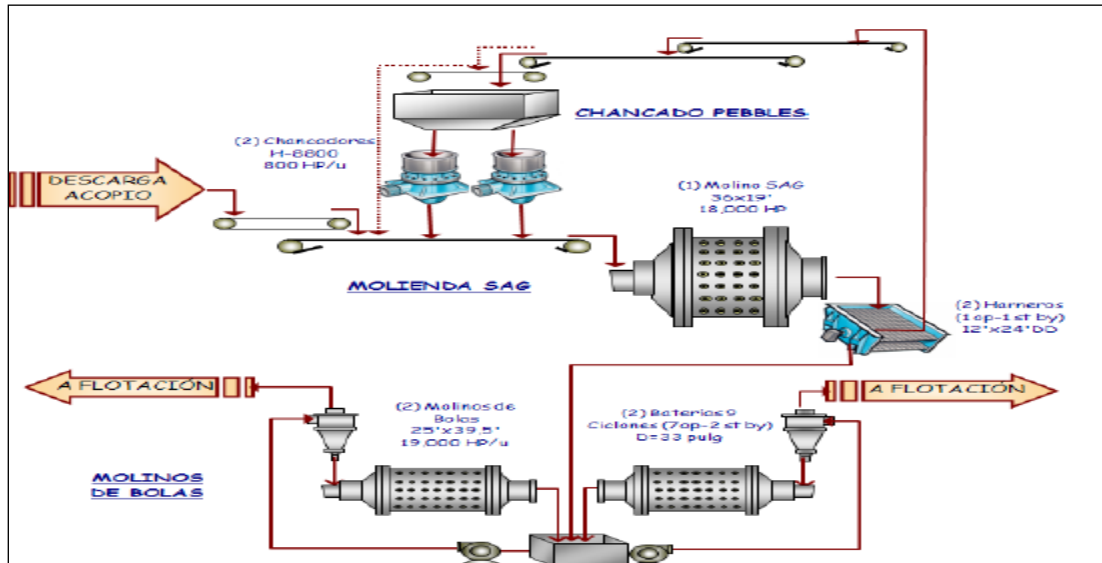 CHANCADO PEBBLES
(2) Chancadores
H-8800
800 HP/u
DESCARGA
ACOPIO
(1) Molino SAG
36x19'
18,000 HP
MOLIENDA SAG
(2) Harneros
(1op-1st by)
12'x24' DD
A FLOTACIÓN
(2) Molinos de
Bolas
25'x39,5'
19,000 HP/u
(2) Baterías 9
Ciclones (7op-2 st by)
D=33 pulg
A FLOTACIÓN
MOLINOS
DE BOLAS